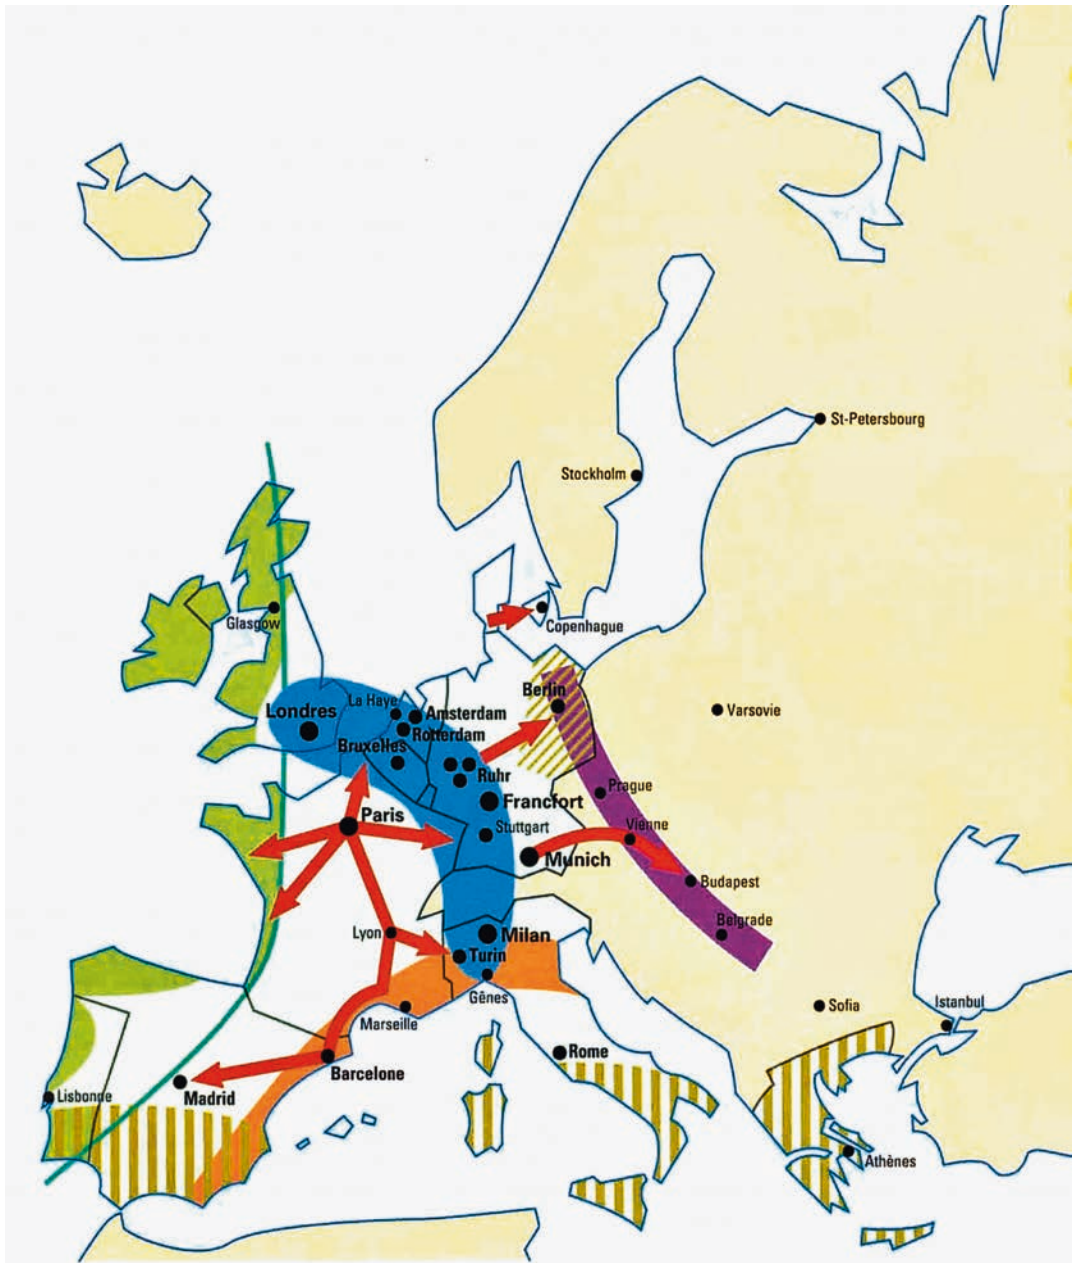 St-Petersbourg
Stockholm
Glasgow
Copenhague
La Haye
Berlin
Londres
Amsterdam
Varsovie
Rotterdam
Bruxelles
Ruhr
Prague
Francfort
Paris
Stuttgart
Vienne
Munich
Budapest
Belgrade
Lyon
Milan
Turin
Gênes
Sofia
Istanbul
Marseille
Rome
Barcelone
Lisbonne
Madrid
Athènes